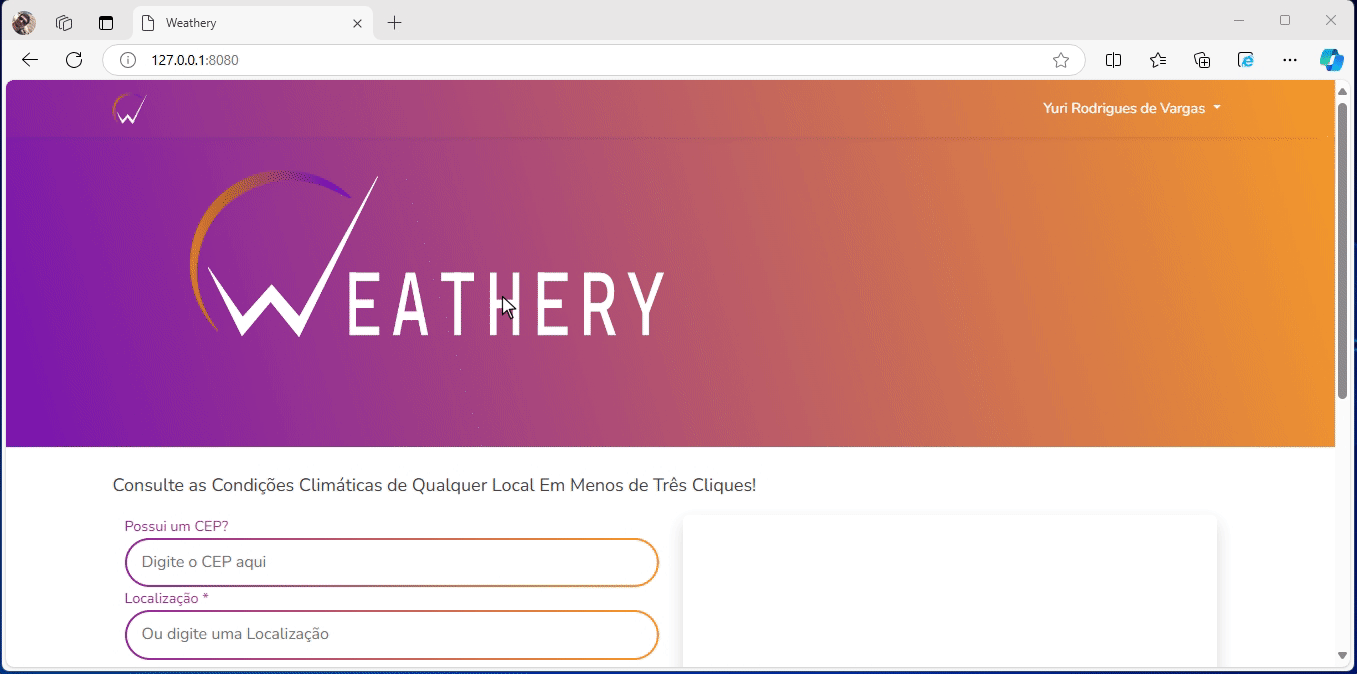 Weathery
127.0.0.1:8080
W
Yuri Rodrigues de Vargas
WEATHERY
Consulte as Condições Climáticas de Qualquer Local Em Menos de Três Cliques!
Possui um CEP?
Digite o CEP aqui
Localização *
Ou digite uma Localização